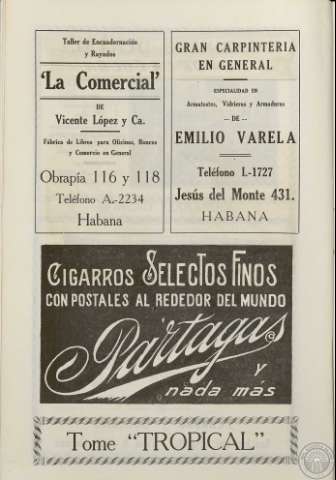 Taller de Encuadernación
y Rayados
'La Comercial'
DE
Vicente López y Ca.
Fábrica de Libros para Oficinas, Bancos
y Comercio en General
Obrapía 116 y 118
Teléfono A.-2234
Habana
GRAN CARPINTERIA
EN GENERAL
ESPECIALIDAD EN
Armatostes, Vidrieras y Armaduras
— DE —
EMILIO VARELA
Teléfono I.-1727
Jesús del Monte 431.
HABANA
CIGARROS SELECTOS FINOS
CON POSTALES AL REDEDOR DEL MUNDO
Partagas
y
nada más
Tome "TROPICAL"